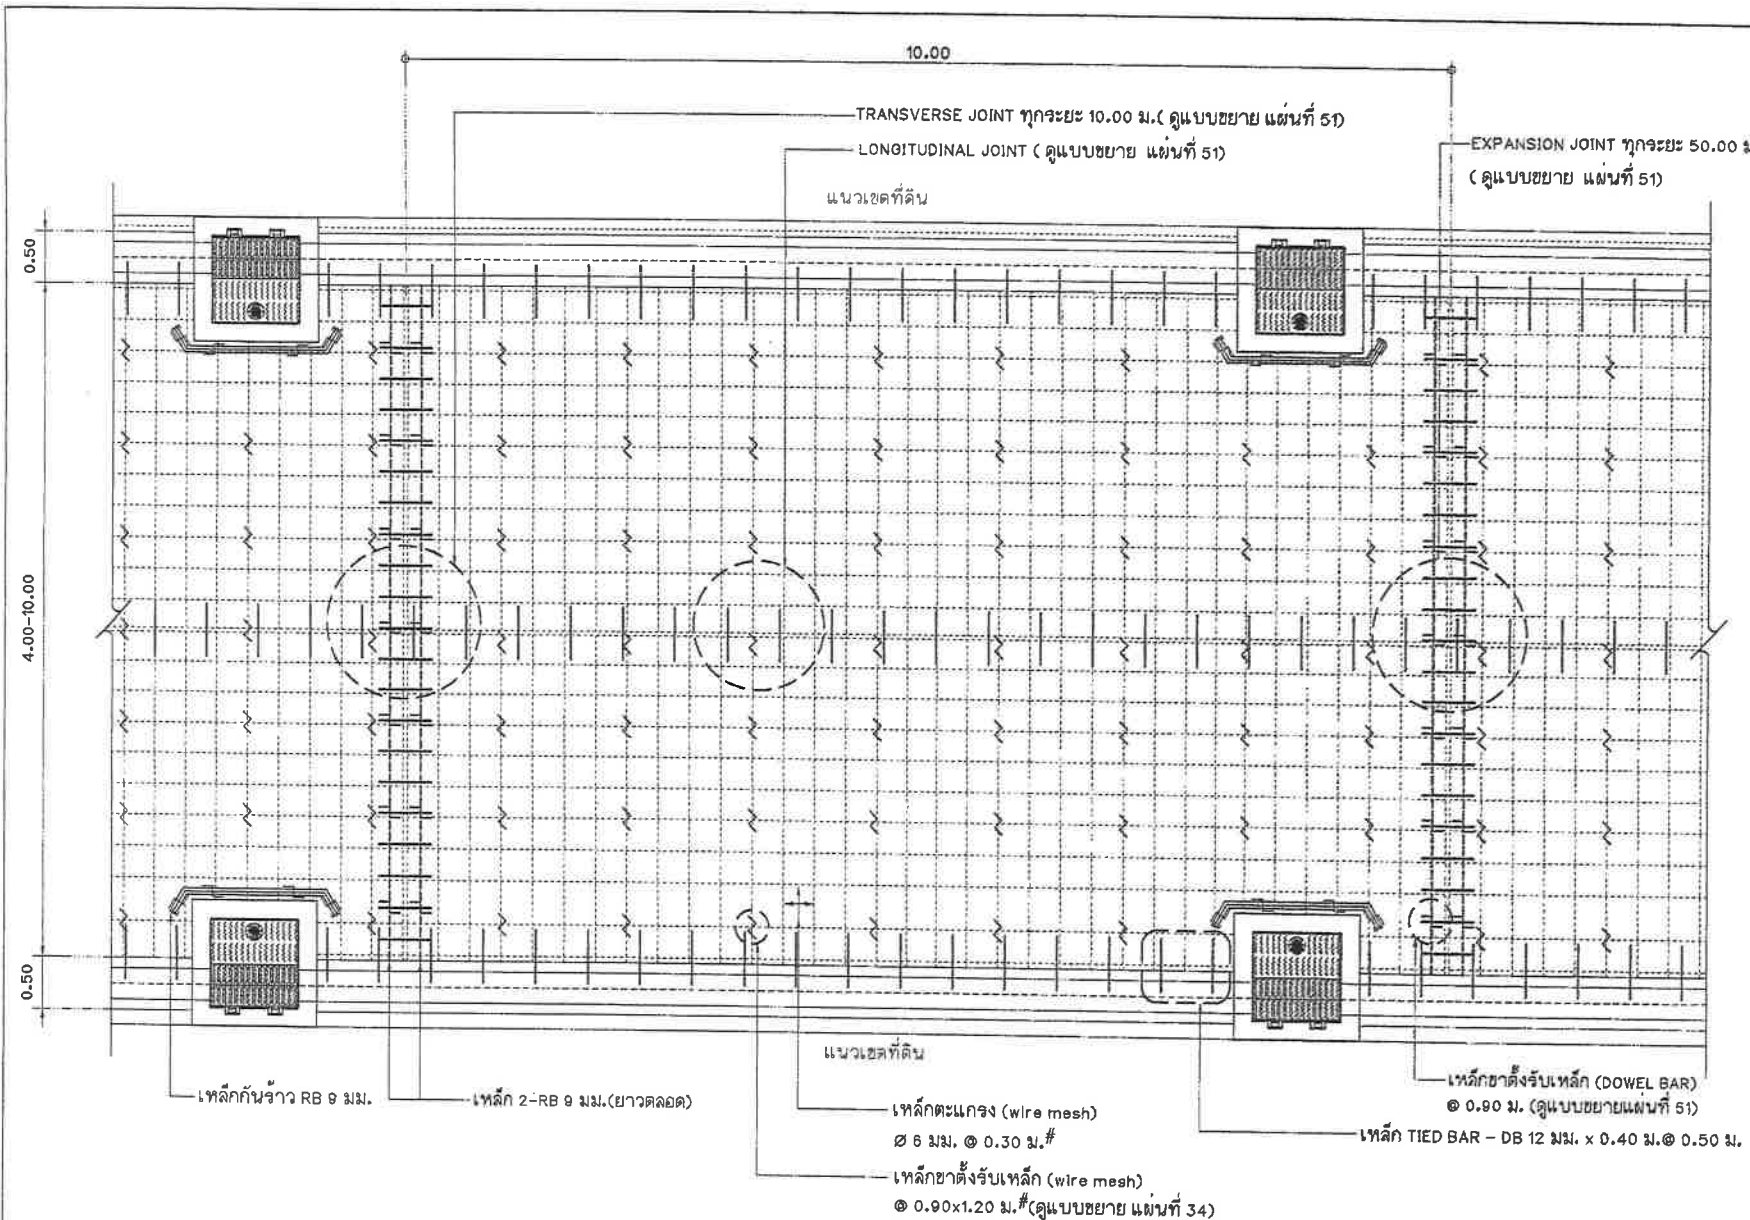 10.00
TRANSVERSE JOINT ทุกระยะ 10.00 ม.( ดูแบบขยาย แผ่นที่ 51)
LONGITUDINAL JOINT ( ดูแบบขยาย แผ่นที่ 51)
EXPANSION JOINT ทุกระยะ 50.00 ม
( ดูแบบขยาย แผ่นที่ 51)
แนวเขตที่ดิน
0.50
4.00-10.00
0.50
แนวเขตที่ดิน
เหล็กกันร้าว RB 9 มม.
เหล็ก 2-RB 9 มม.(ยาวตลอด)
เหล็กตะแกรง (wire mesh)
Ø 6 มม. @ 0.30 ม.#
เหล็กขาตั้งรับเหล็ก (wire mesh)
@ 0.90x1.20 ม.#(ดูแบบขยาย แผ่นที่ 34)
เหล็กขาตั้งรับเหล็ก (DOWEL BAR)
@ 0.90 ม. (ดูแบบขยายแผ่นที่ 51)
เหล็ก TIED BAR - DB 12 มม. x 0.40 ม.@ 0.50 ม.